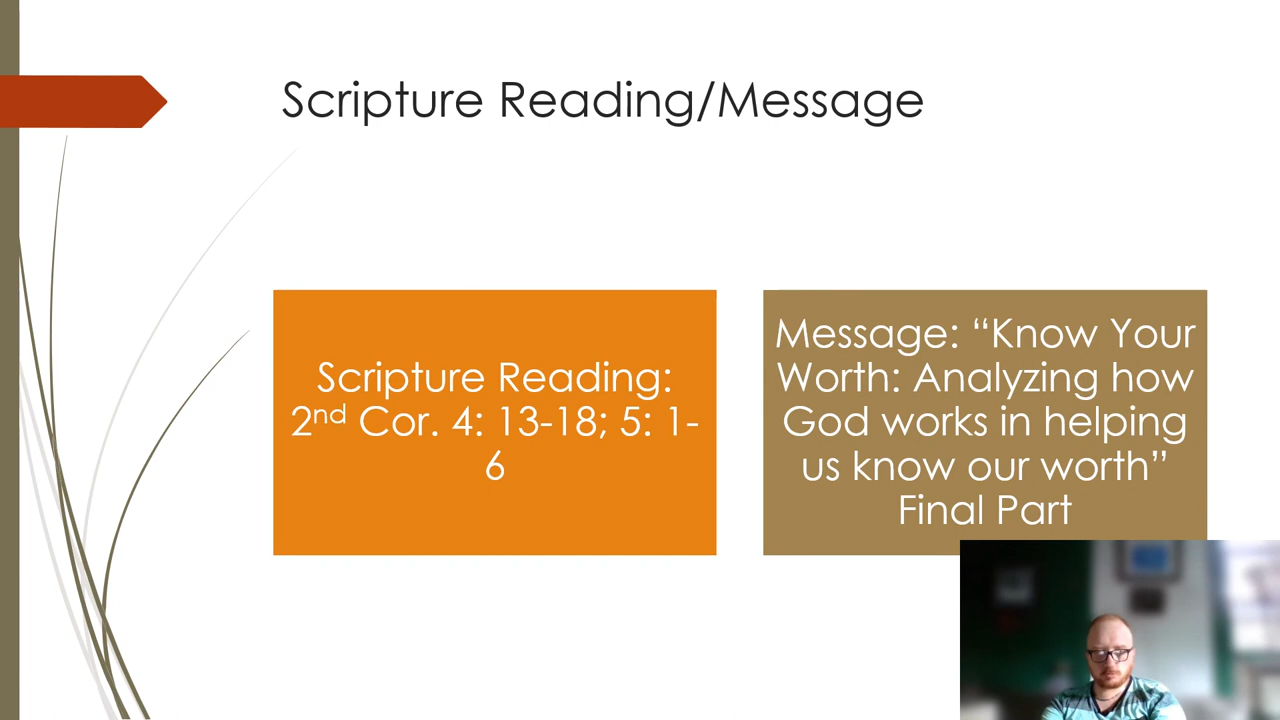 Scripture Reading/Message
Scripture Reading:
2nd Cor. 4: 13-18; 5: 1-
6
Message: “Know Your
Worth: Analyzing how
God works in helping
us know our worth”
Final Part